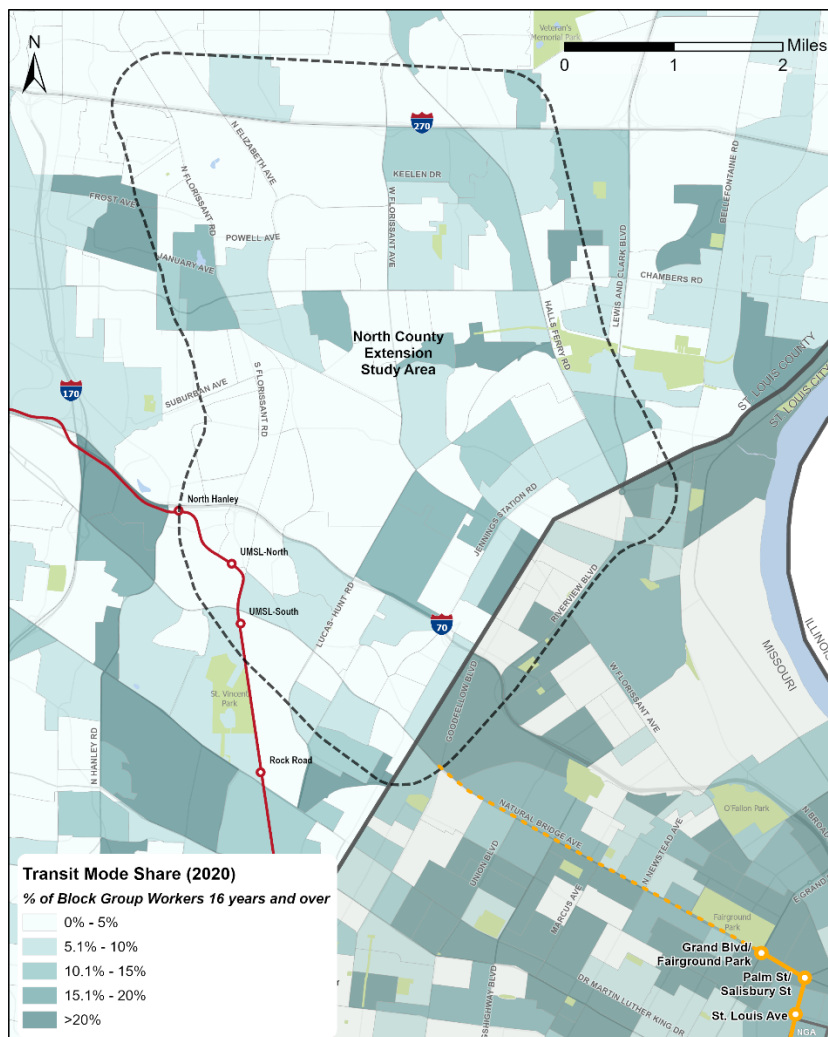 Veteran's
Memorial Park
N
Miles
0 1 2
270
N ELIZABETH AVE
N FLORISSANT RD
KEELEN DR
W FLORISSANT AVE
BELLEFONTAINE RD
FROST AVE
POWELL AVE
JANUARY AVE
LEWIS AND CLARK BLVD
CHAMBERS RD
HALLS FERRY RD
North County
Extension
Study Area
ST LOUIS COUNTY
ST LOUIS CITY
170
SUBURBAN AVE
S FLORISSANT RD
North Hanley
JENNINGS STATION RD
UMSL-North
UMSL-South
LUCAS- HUNT RD
70
RIVERVIEW BLVD
ILLINOIS
MISSOURI
GOODFELLOW BLVD
W FLORISSANT AVE
St. Vincent
Park
N HANLEY RD
Rock Road
NATURAL BRIDGE AVE
O'Fallon Park
N BROA
UNION BLVD
N NEWSTEAD AVE
E GRAND
MARCUS AVE
Fairground
Park
Grand Blvd/
Fairground Park
Palm St/
Salisbury St
DR MARTIN LUTHER KING DR
GSHIGHWAY BLVD
St. Louis Ave
NGA
Transit Mode Share (2020)
% of Block Group Workers 16 years and over
0% - 5%
5.1% - 10%
10.1% - 15%
15.1% - 20%
>20%